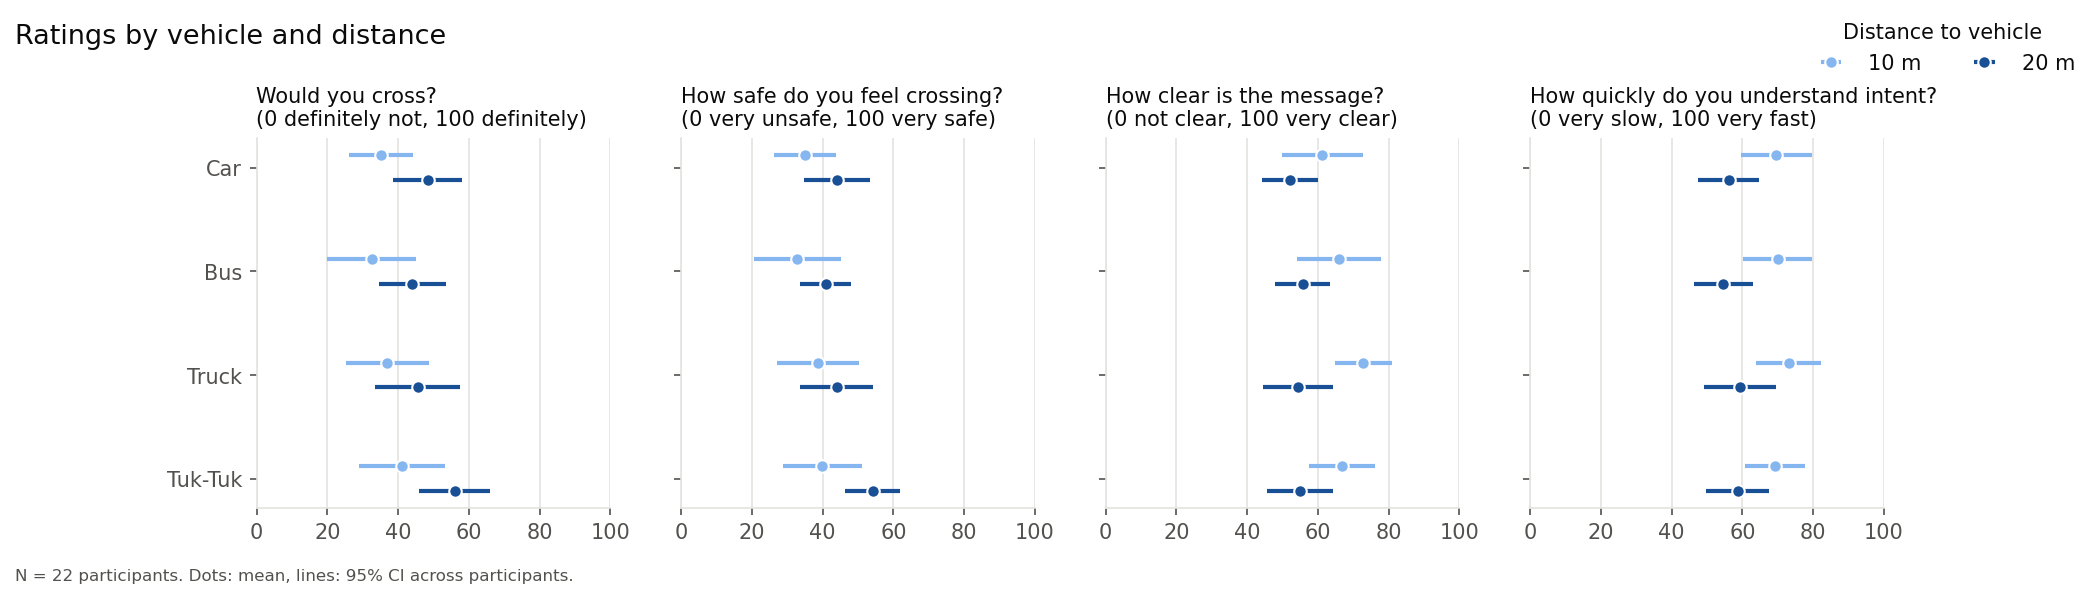 Ratings by vehicle and distance
Distance to vehicle
10 m 20 m
Would you cross?
(0 definitely not, 100 definitely)
How safe do you feel crossing?
(0 very unsafe, 100 very safe)
How clear is the message?
(0 not clear, 100 very clear)
How quickly do you understand intent?
(0 very slow, 100 very fast)
Car
Bus
Truck
Tuk-Tuk
0 20 40 60 80 100
0 20 40 60 80 100
0 20 40 60 80 100
0 20 40 60 80 100
N = 22 participants. Dots: mean, lines: 95% CI across participants.